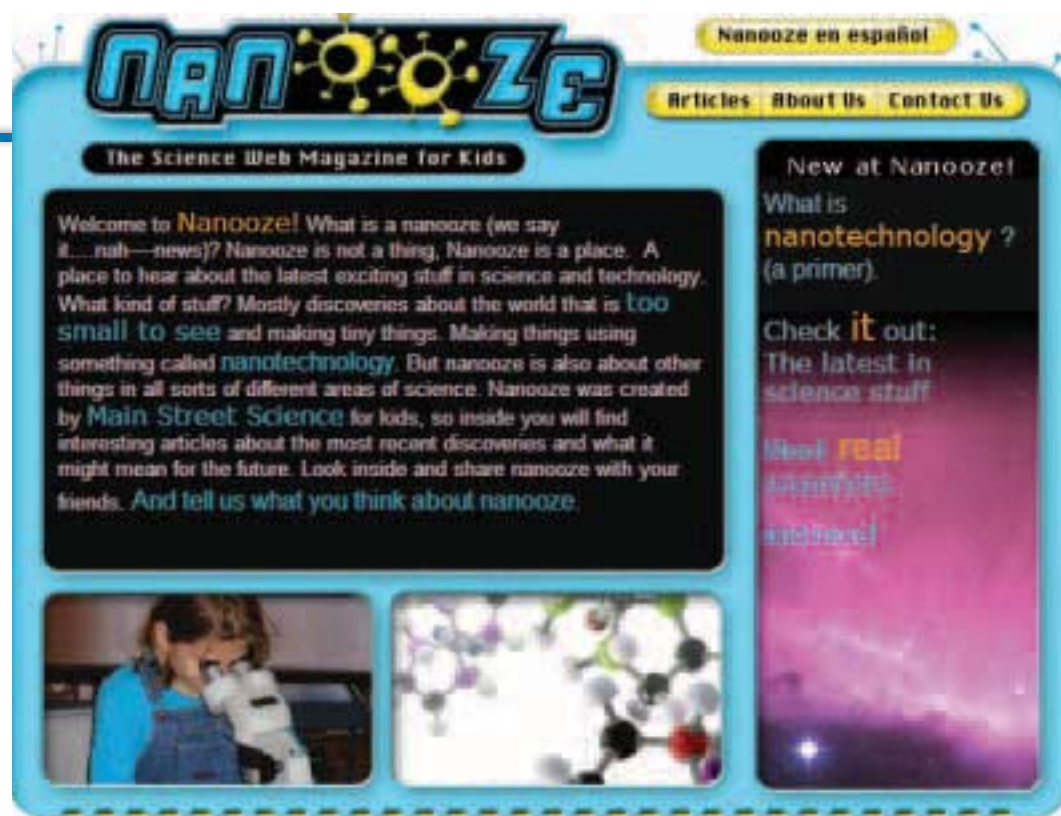 NANOOZE
Nanooze en español
Articles About Us Contact Us
The Science Web Magazine for Kids
Welcome to Nanooze! What is a nanooze (we say
it....nah—news)? Nanooze is not a thing, Nanooze is a place. A
place to hear about the latest exciting stuff in science and technology.
What kind of stuff? Mostly discoveries about the world that is too
small to see and making tiny things. Making things using
something called nanotechnology. But nanooze is also about other
things in all sorts of different areas of science. Nanooze was created
by Main Street Science for kids, so inside you will find
interesting articles about the most recent discoveries and what it
might mean for the future. Look inside and share nanooze with your
friends. And tell us what you think about nanooze.
New at Nanooze!
What is
nanotechnology ?
(a primer).
Check it out:
The latest in
science stuff
real